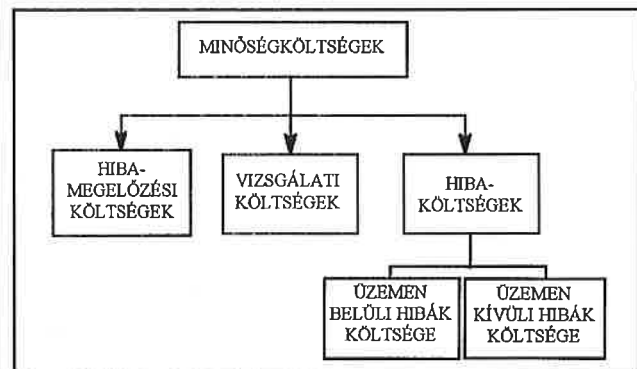 MINŐSÉGKÖLTSÉGEK
HIBA-
MEGELŐZÉSI
KÖLTSÉGEK
VIZSGÁLATI
KÖLTSÉGEK
HIBA-
KÖLTSÉGEK
ÜZEMEN
BELÜLI HIBÁK
KÖLTSÉGE
ÜZEMEN
KÍVÜLI HIBÁK
KÖLTSÉGE